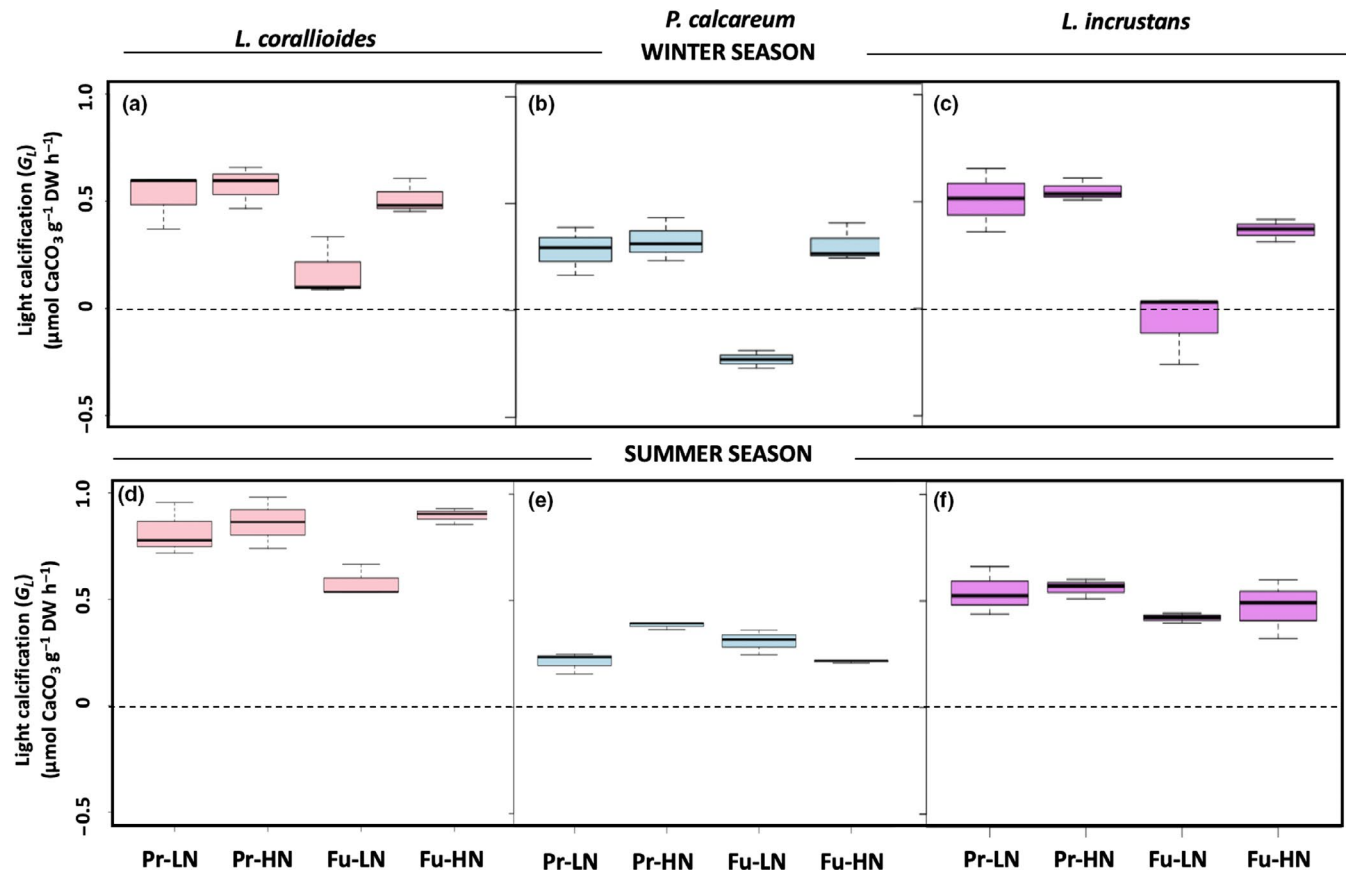 L. corallioides
P. calcareum
L. incrustans
WINTER SEASON
Light calcification (G_L)
(µmol CaCO₃ g⁻¹ DW h⁻¹)
1.0
0.5
0
−0.5
(a)
(b)
(c)
SUMMER SEASON
Light calcification (G_L)
(µmol CaCO₃ g⁻¹ DW h⁻¹)
1.0
0.5
0
−0.5
(d)
(e)
(f)
Pr-LN Pr-HN Fu-LN Fu-HN
Pr-LN Pr-HN Fu-LN Fu-HN
Pr-LN Pr-HN Fu-LN Fu-HN